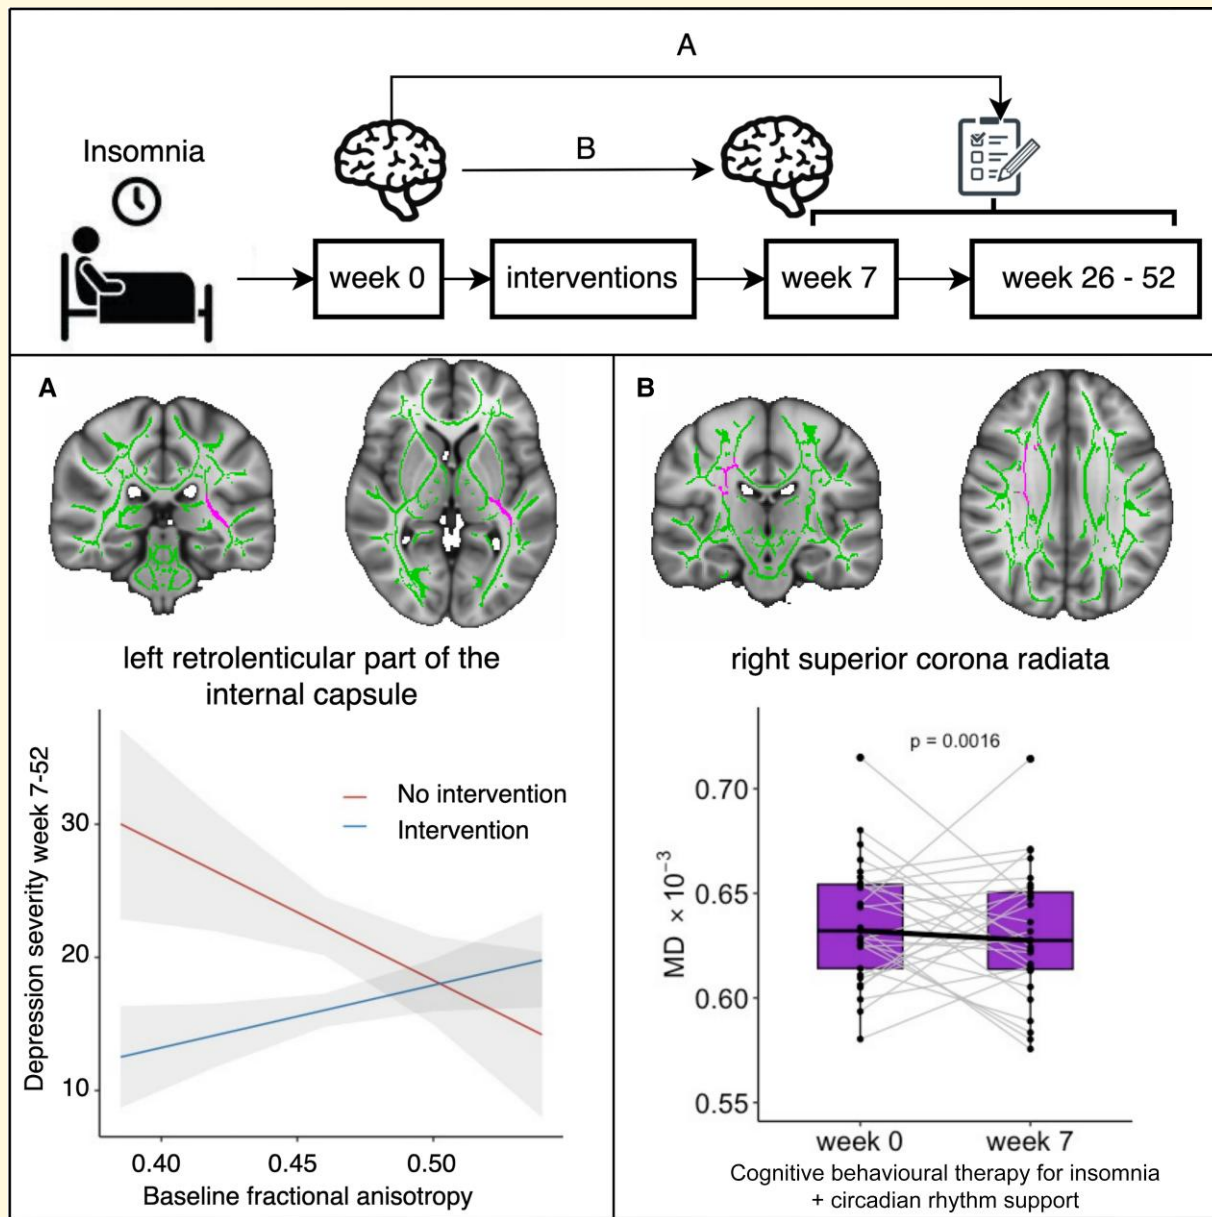 A
Insomnia
B
week 0
interventions
week 7
week 26 - 52
A
left retrolenticular part of the
internal capsule
Depression severity week 7-52
30
20
10
No intervention
Intervention
0.40
0.45
0.50
Baseline fractional anisotropy
B
right superior corona radiata
p = 0.0016
MD × 10⁻³
0.70
0.65
0.60
0.55
week 0
week 7
Cognitive behavioural therapy for insomnia
+ circadian rhythm support